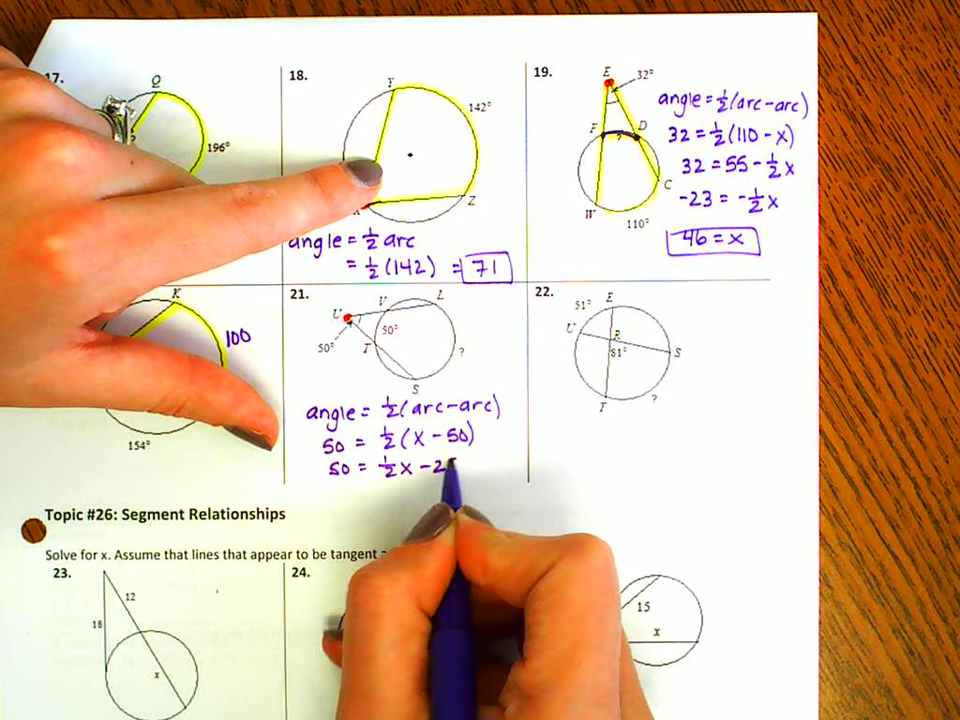 17.
Q
196°
18.
Y
142°
Z
angle = ½ arc
= ½ (142) = 71
19.
E
32°
F
D
?
C
W
110°
angle = ½ (arc - arc)
32 = ½ (110 - x)
32 = 55 - ½ x
-23 = -½ x
46 = x
K
100
154°
21.
U
V
L
?
50°
50°
T
?
S
angle = ½ (arc - arc)
50 = ½ (x - 50)
50 = ½ x - 2
22.
51°
E
U
R
81°
S
T
?
Topic #26: Segment Relationships
Solve for x. Assume that lines that appear to be tangent
23.
12
18
x
24.
15
x